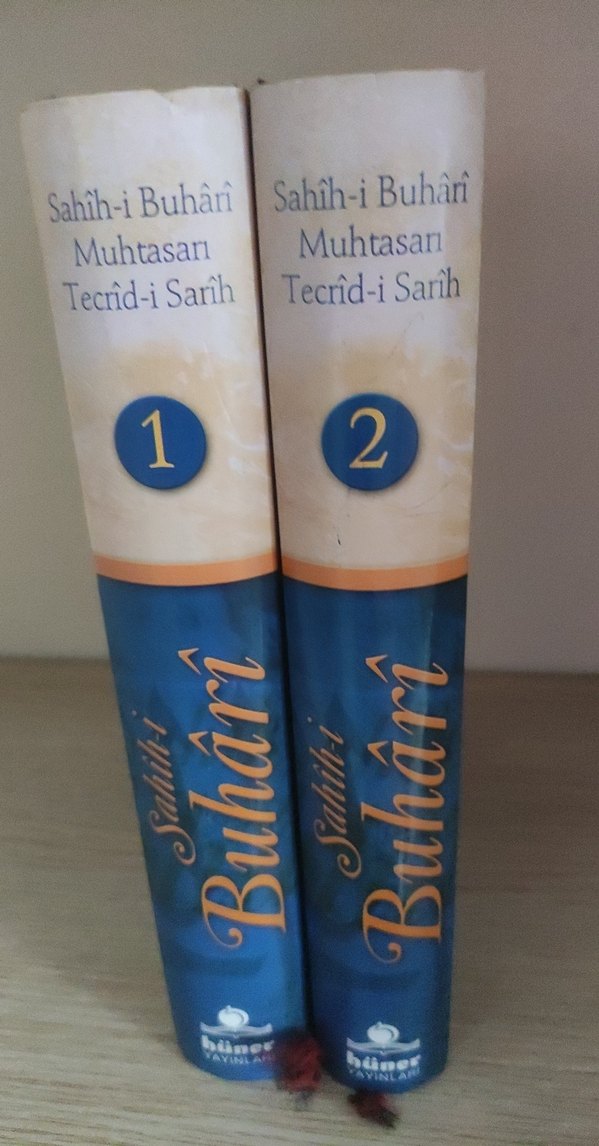 Sahîh-i Buhârî
Muhtasarı
Tecrîd-i Sarîh
1
Sahîh-i
Buhârî
hüner
YAYINLARI
Sahîh-i Buhârî
Muhtasarı
Tecrîd-i Sarîh
2
Sahîh-i
Buhârî
hüner
YAYINLARI